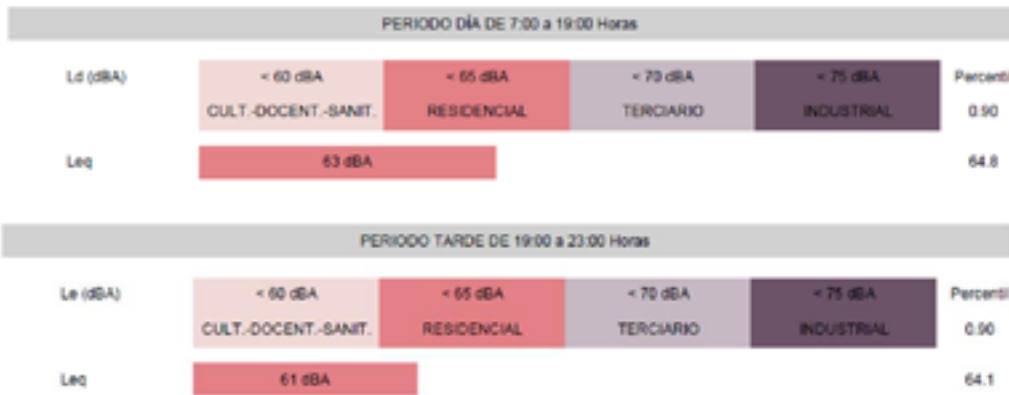 PERIODO DÍA DE 7:00 a 19:00 Horas
Ld (dBA) < 60 dBA < 65 dBA < 70 dBA < 75 dBA Percentil
CULT.-DOCENT.-SANIT. RESIDENCIAL TERCIARIO INDUSTRIAL 0.90
Leq 63 dBA 64.8
PERIODO TARDE DE 19:00 a 23:00 Horas
Le (dBA) < 60 dBA < 65 dBA < 70 dBA < 75 dBA Percentil
CULT.-DOCENT.-SANIT. RESIDENCIAL TERCIARIO INDUSTRIAL 0.90
Leq 61 dBA 64.1